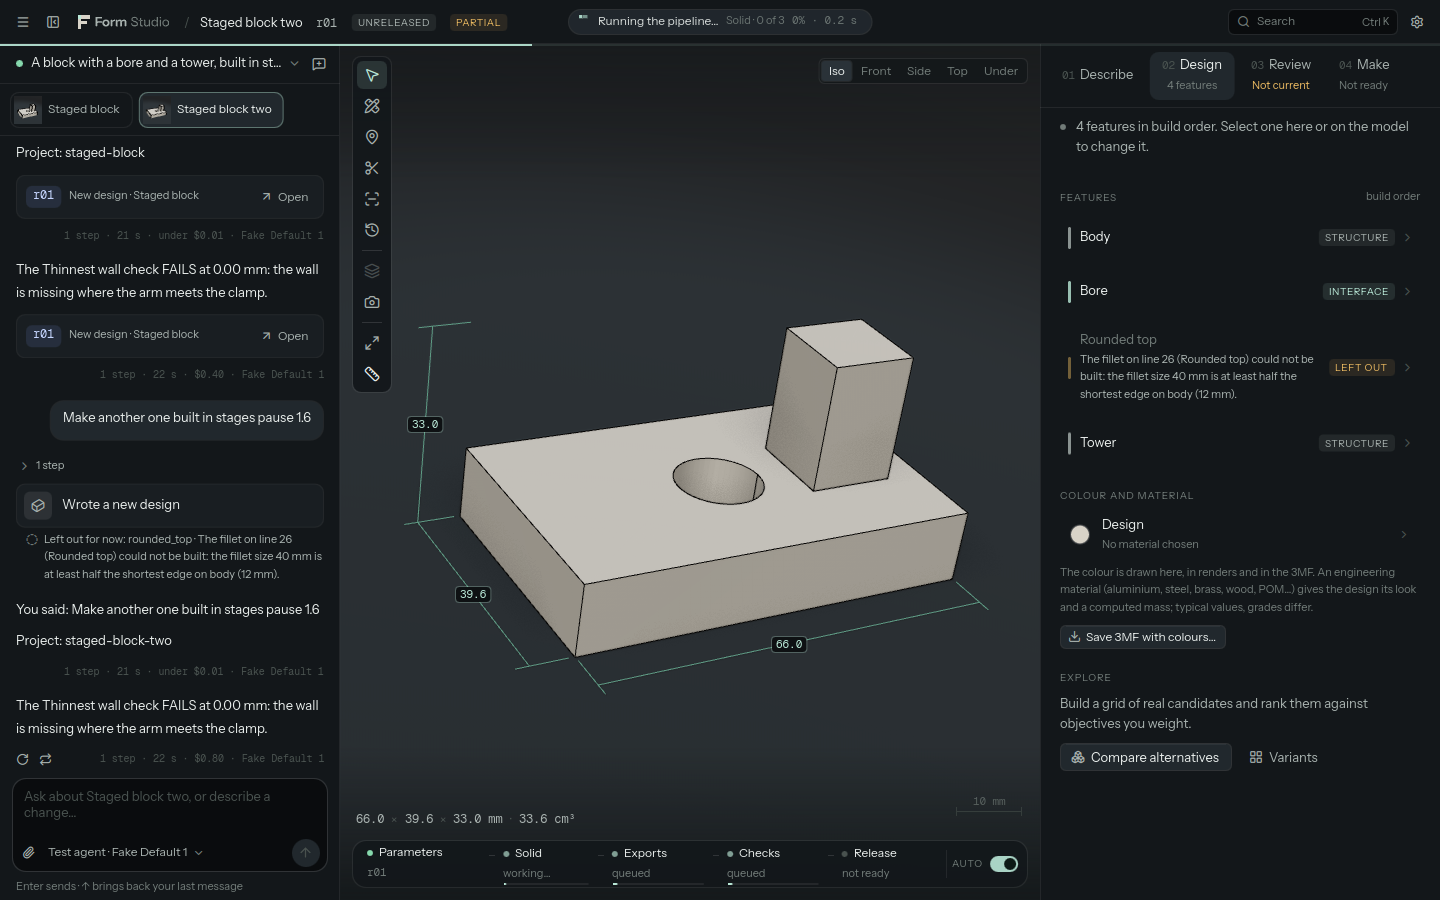 Form Studio / Staged block two r01 UNRELEASED PARTIAL
Running the pipeline... Solid · 0 of 3 0% · 0.2 s
Search Ctrl K
A block with a bore and a tower, built in st...
Staged block
Staged block two
Project: staged-block
r01 New design · Staged block Open
1 step · 21 s · under $0.01 · Fake Default 1
The Thinnest wall check FAILS at 0.00 mm: the wall
is missing where the arm meets the clamp.
r01 New design · Staged block Open
1 step · 22 s · $0.40 · Fake Default 1
Make another one built in stages pause 1.6
1 step
Wrote a new design
Left out for now: rounded_top · The fillet on line 26
(Rounded top) could not be built: the fillet size 40 mm is
at least half the shortest edge on body (12 mm).
You said: Make another one built in stages pause 1.6
Project: staged-block-two
1 step · 21 s · under $0.01 · Fake Default 1
The Thinnest wall check FAILS at 0.00 mm: the wall
is missing where the arm meets the clamp.
1 step · 22 s · $0.80 · Fake Default 1
Ask about Staged block two, or describe a
change...
Test agent · Fake Default 1
Enter sends · ↑ brings back your last message
Iso Front Side Top Under
33.0
39.6
66.0
10 mm
66.0 × 39.6 × 33.0 mm · 33.6 cm³
Parameters
r01
Solid
working...
Exports
queued
Checks
queued
Release
not ready
AUTO
01 Describe
02 Design
4 features
03 Review
Not current
04 Make
Not ready
4 features in build order. Select one here or on the model
to change it.
FEATURES build order
Body STRUCTURE
Bore INTERFACE
Rounded top
The fillet on line 26 (Rounded top) could not be
built: the fillet size 40 mm is at least half the
shortest edge on body (12 mm).
LEFT OUT
Tower STRUCTURE
COLOUR AND MATERIAL
Design
No material chosen
The colour is drawn here, in renders and in the 3MF. An engineering
material (aluminium, steel, brass, wood, POM...) gives the design its look
and a computed mass; typical values, grades differ.
Save 3MF with colours...
EXPLORE
Build a grid of real candidates and rank them against
objectives you weight.
Compare alternatives Variants